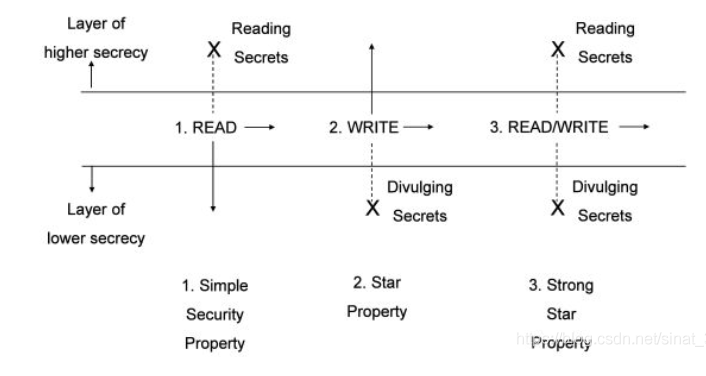 Layer of
higher secrecy
X Reading
Secrets
X Reading
Secrets
1. READ
2. WRITE
3. READ/WRITE
Layer of
lower secrecy
X Divulging
Secrets
X Divulging
Secrets
1. Simple
Security
Property
2. Star
Property
3. Strong
Star
Property